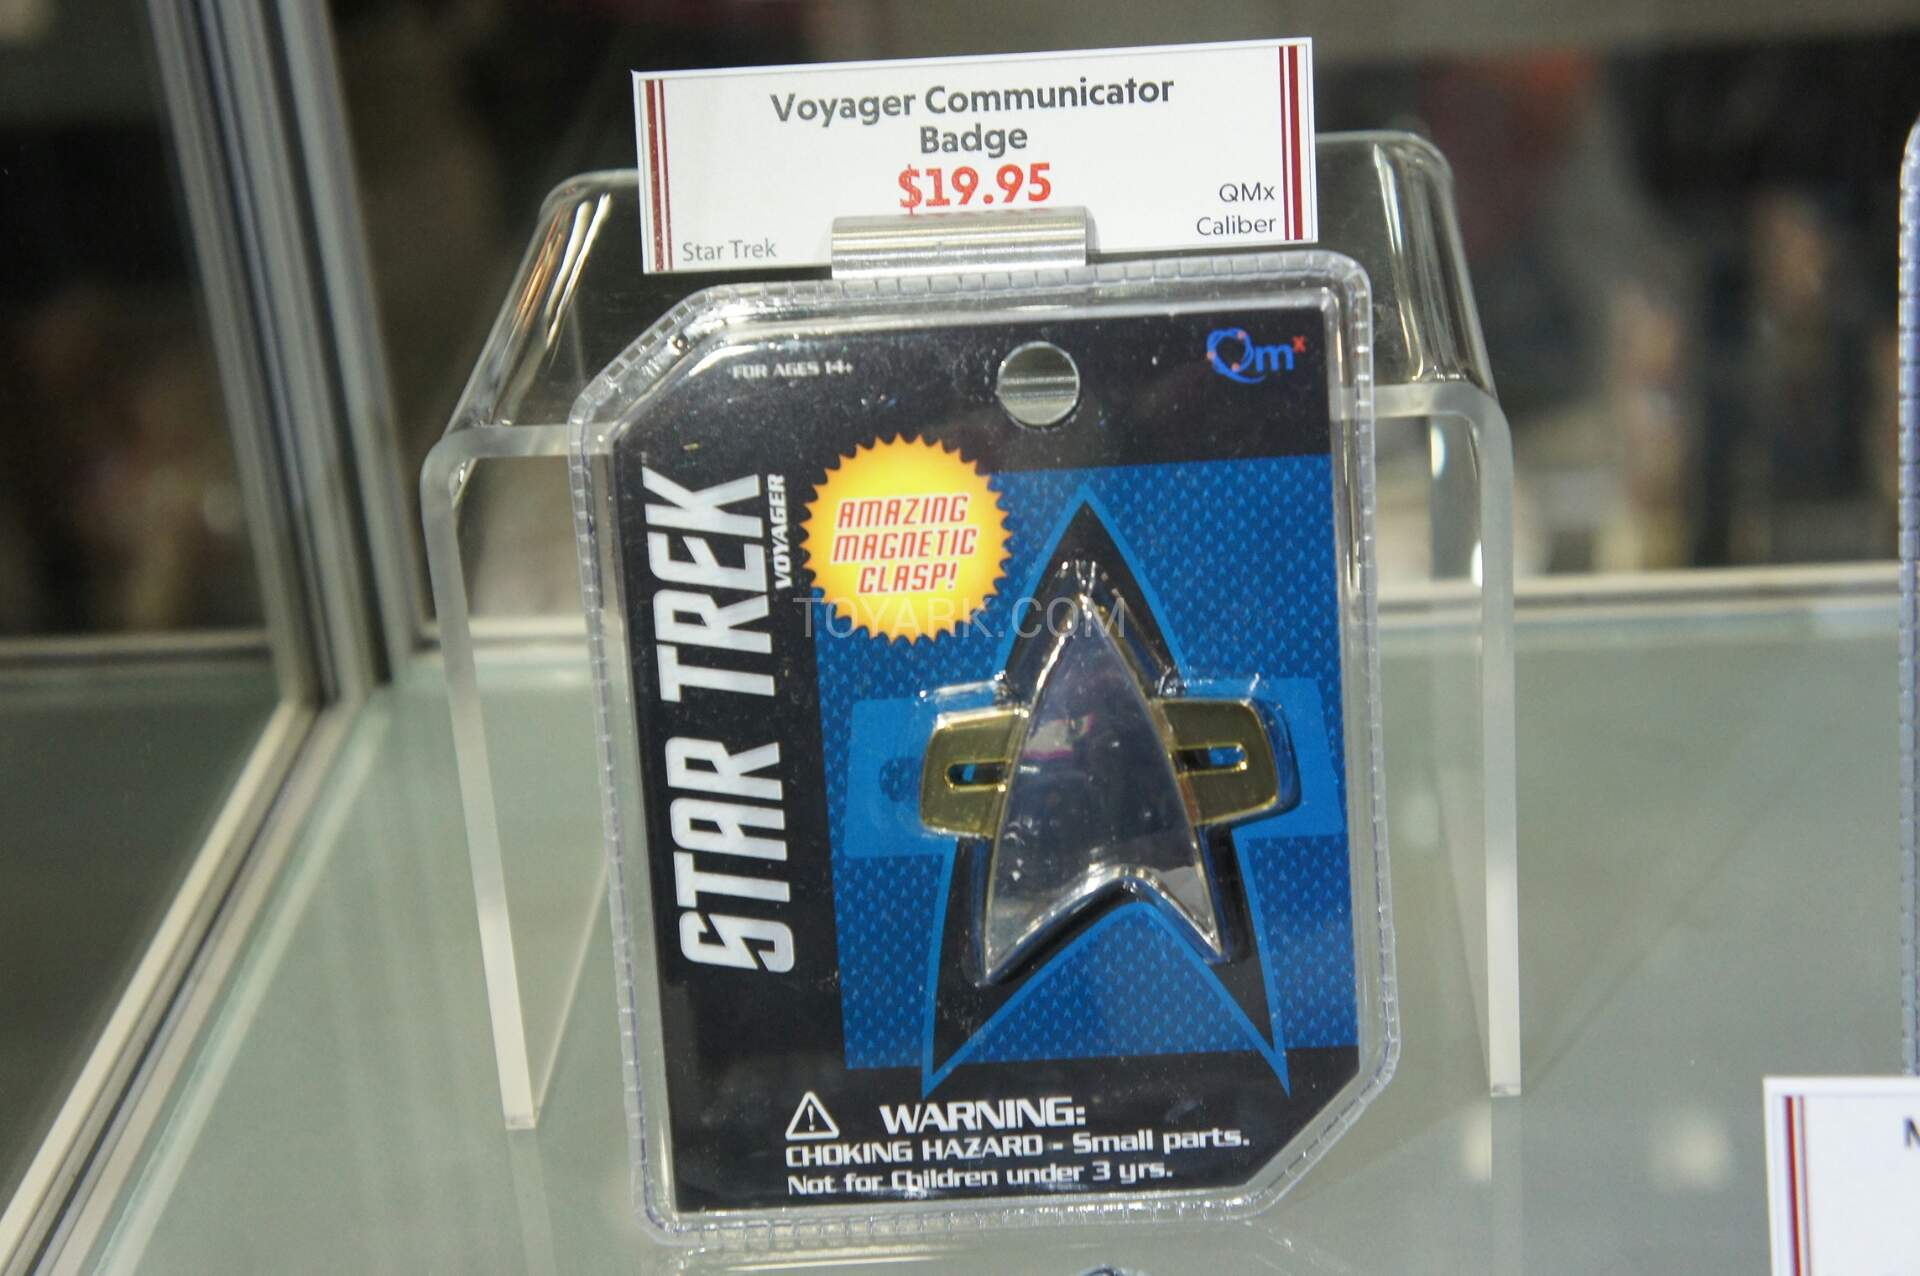 Voyager Communicator
Badge
$19.95
QMx
Caliber
Star Trek
FOR AGES 14+
Qmx
STAR TREK
VOYAGER
AMAZING
MAGNETIC
CLASP!
TOYARK.COM
WARNING:
CHOKING HAZARD - Small parts.
Not for Children under 3 yrs.